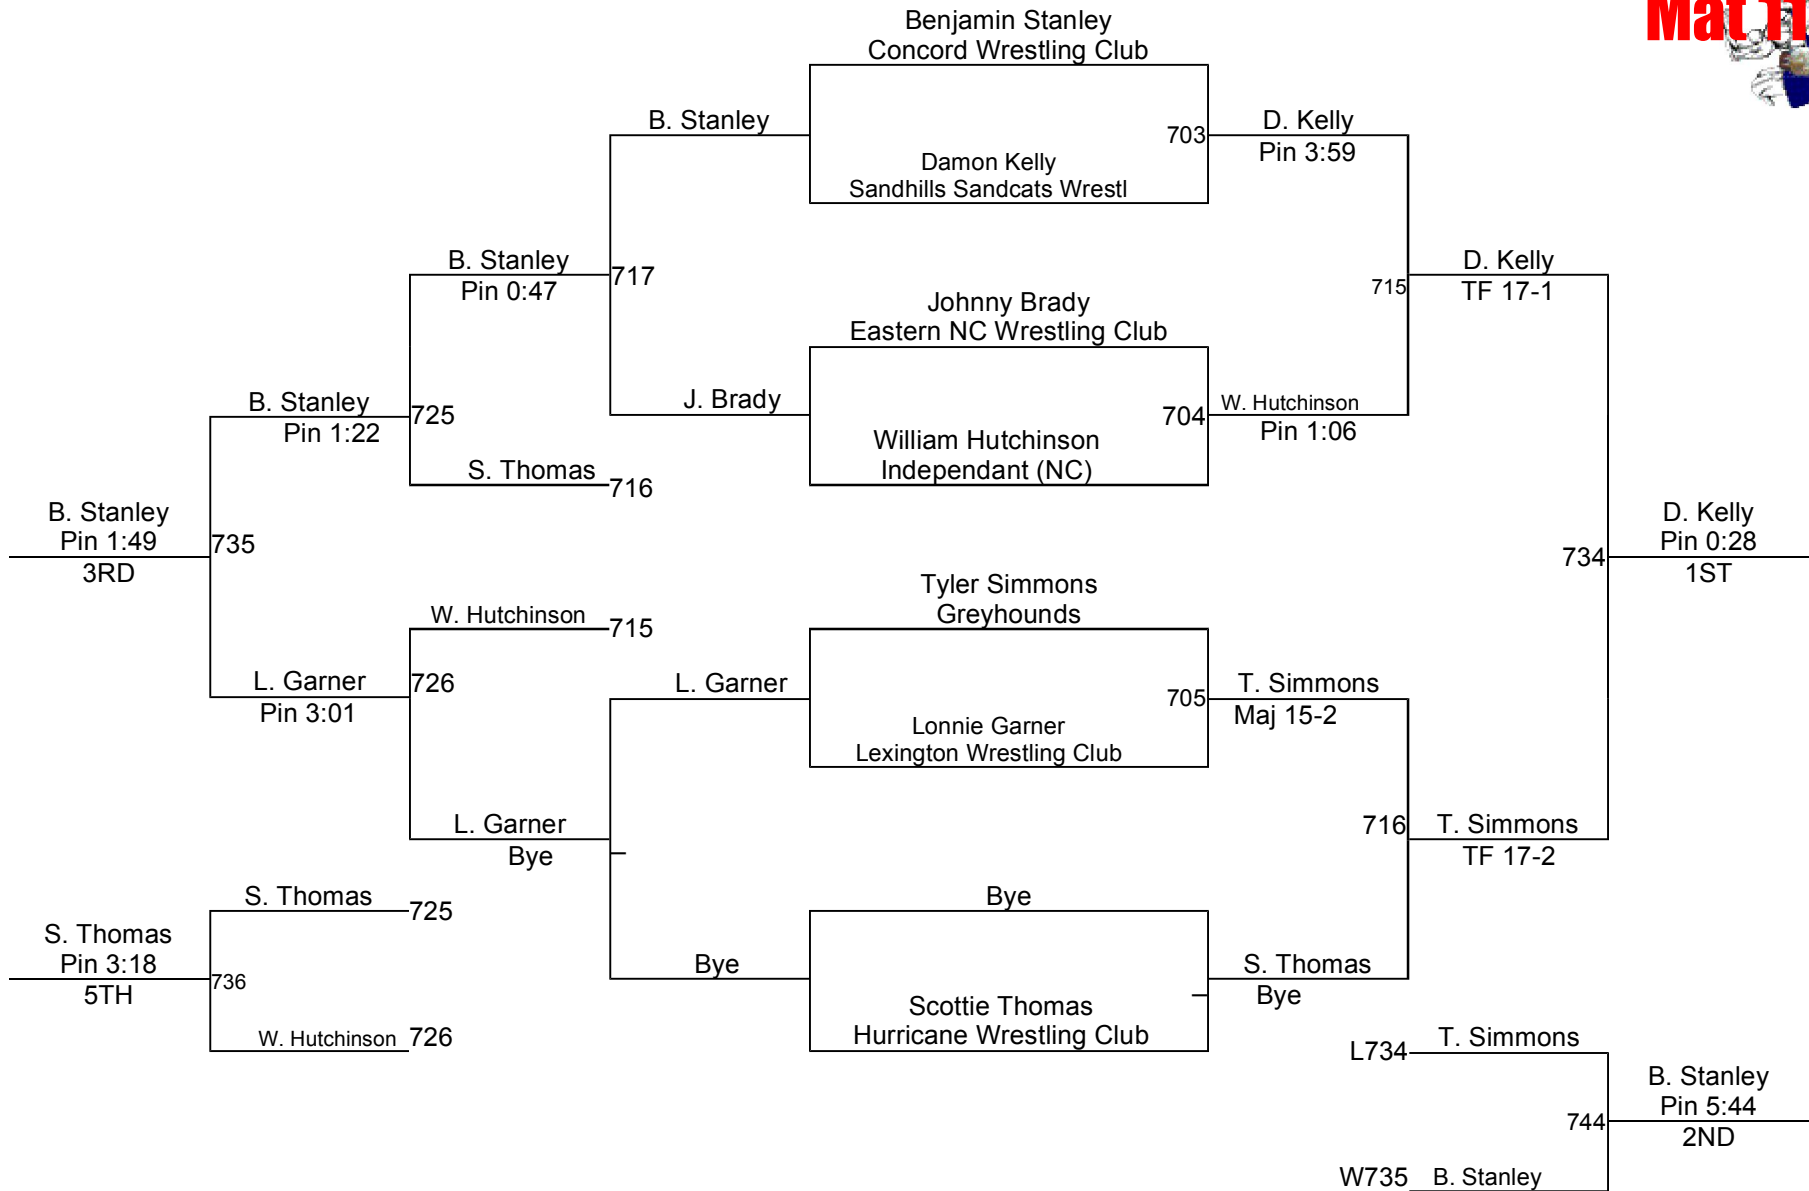 Benjamin Stanley
Concord Wrestling Club
B. Stanley
703
D. Kelly
Pin 3:59
Damon Kelly
Sandhills Sandcats Wrestl
B. Stanley
Pin 0:47
717
715
D. Kelly
TF 17-1
Johnny Brady
Eastern NC Wrestling Club
B. Stanley
Pin 1:22
725
J. Brady
704
W. Hutchinson
Pin 1:06
William Hutchinson
Independant (NC)
S. Thomas
716
B. Stanley
Pin 1:49
3RD
735
734
D. Kelly
Pin 0:28
1ST
Tyler Simmons
Greyhounds
W. Hutchinson
715
L. Garner
Pin 3:01
726
L. Garner
705
T. Simmons
Maj 15-2
Lonnie Garner
Lexington Wrestling Club
L. Garner
Bye
716
T. Simmons
TF 17-2
S. Thomas
725
Bye
S. Thomas
Pin 3:18
5TH
736
Bye
S. Thomas
Bye
Scottie Thomas
Hurricane Wrestling Club
W. Hutchinson
726
L734
T. Simmons
744
B. Stanley
Pin 5:44
2ND
W735
B. Stanley
Mat